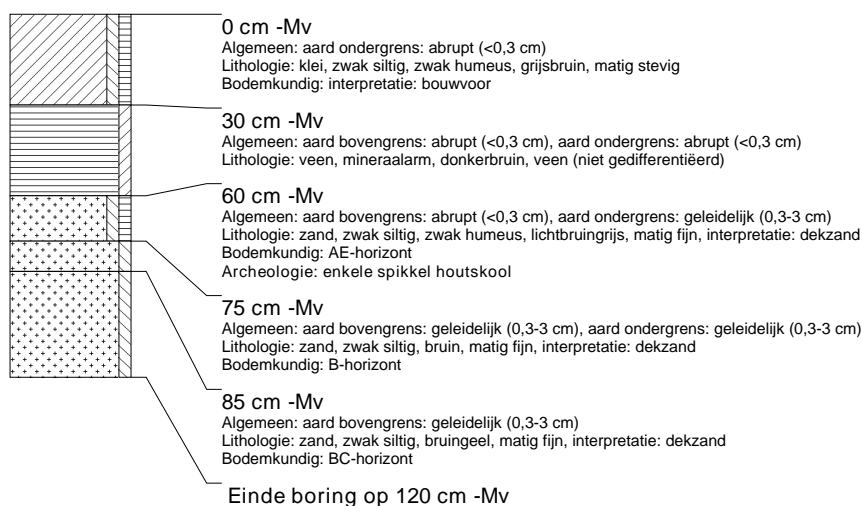 0 cm -Mv
Algemeen: aard ondergrens: abrupt (<0,3 cm)
Lithologie: klei, zwak siltig, zwak humeus, grijsbruin, matig stevig
Bodemkundig: interpretatie: bouwvoor
30 cm -Mv
Algemeen: aard bovengrens: abrupt (<0,3 cm), aard ondergrens: abrupt (<0,3 cm)
Lithologie: veen, mineraalarm, donkerbruin, veen (niet gedifferentiëerd)
60 cm -Mv
Algemeen: aard bovengrens: abrupt (<0,3 cm), aard ondergrens: geleidelijk (0,3-3 cm)
Lithologie: zand, zwak siltig, zwak humeus, lichtbruingrijs, matig fijn, interpretatie: dekzand
Bodemkundig: AE-horizont
Archeologie: enkele spikkel houtskool
75 cm -Mv
Algemeen: aard bovengrens: geleidelijk (0,3-3 cm), aard ondergrens: geleidelijk (0,3-3 cm)
Lithologie: zand, zwak siltig, bruin, matig fijn, interpretatie: dekzand
Bodemkundig: B-horizont
85 cm -Mv
Algemeen: aard bovengrens: geleidelijk (0,3-3 cm)
Lithologie: zand, zwak siltig, bruingeel, matig fijn, interpretatie: dekzand
Bodemkundig: BC-horizont
Einde boring op 120 cm -Mv